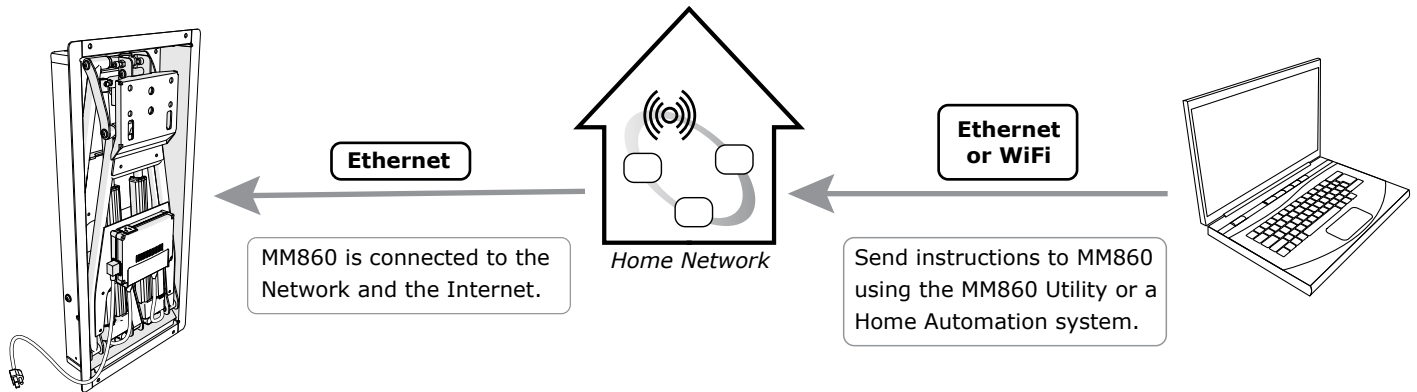 Ethernet
MM860 is connected to the
Network and the Internet.
Home Network
Ethernet
or WiFi
Send instructions to MM860
using the MM860 Utility or a
Home Automation system.